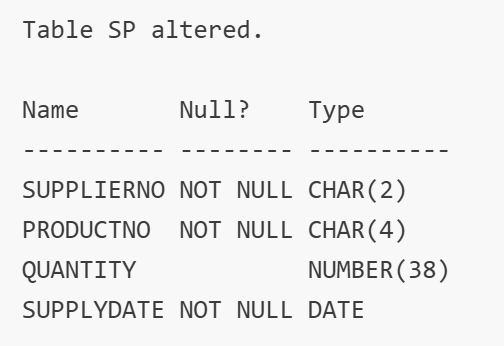 Table SP altered.
Name       Null?    Type
---------- -------- ----------
SUPPLIERNO NOT NULL CHAR(2)
PRODUCTNO  NOT NULL CHAR(4)
QUANTITY            NUMBER(38)
SUPPLYDATE NOT NULL DATE